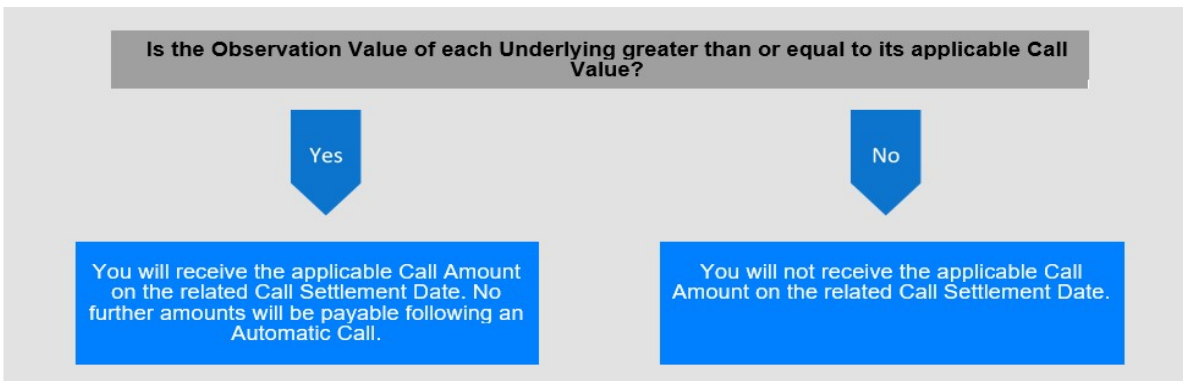 Is the Observation Value of each Underlying greater than or equal to its applicable Call
Value?
Yes
No
You will receive the applicable Call Amount
on the related Call Settlement Date. No
further amounts will be payable following an
Automatic Call.
You will not receive the applicable Call
Amount on the related Call Settlement Date.